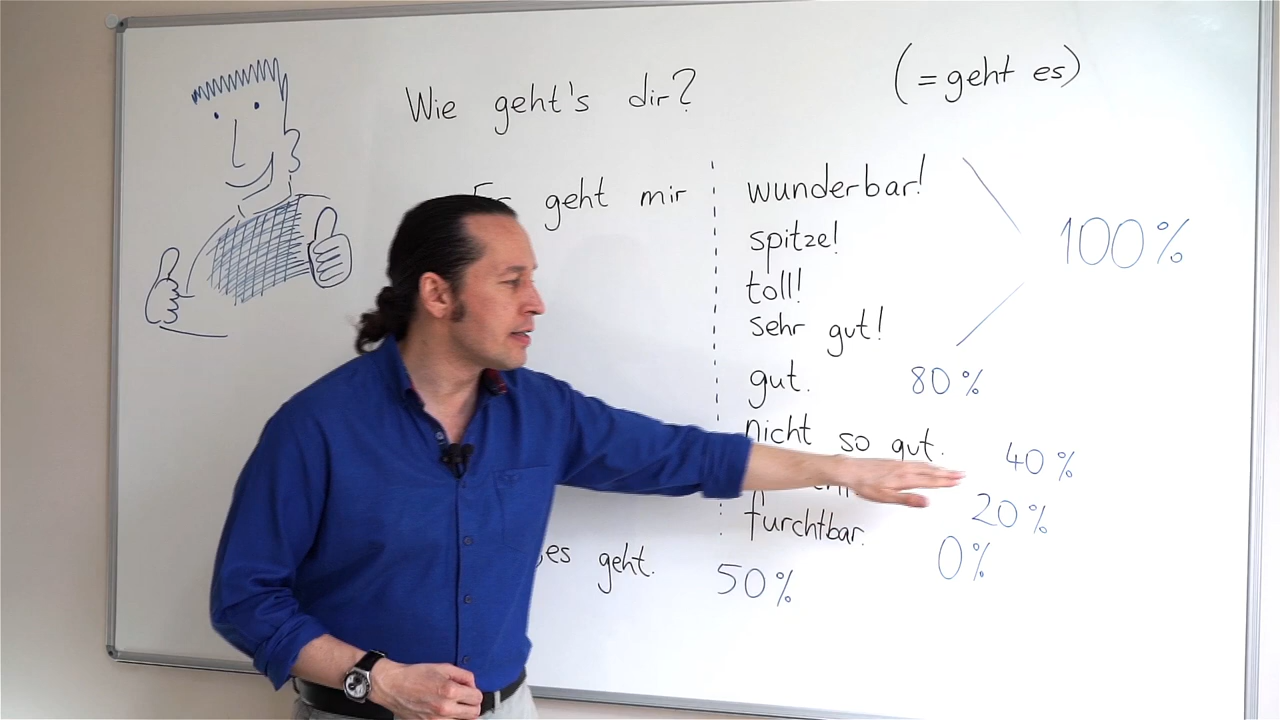 Wie geht's dir? (= geht es)
Es geht mir wunderbar!
spitze!
toll!
sehr gut!
100%
gut. 80%
nicht so gut. 40%
20%
furchtbar. 0%
es geht. 50%